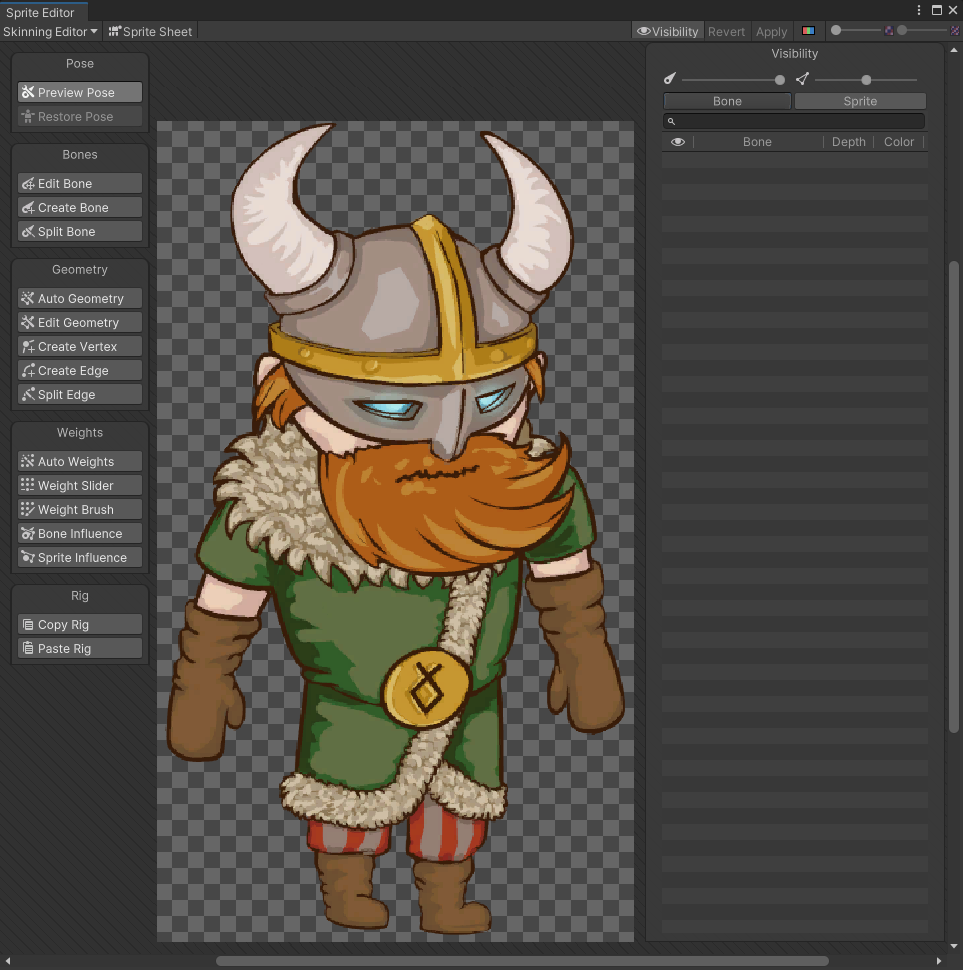 Sprite Editor
Skinning Editor
Sprite Sheet
Visibility
Revert
Apply
Pose
Preview Pose
Restore Pose
Bones
Edit Bone
Create Bone
Split Bone
Geometry
Auto Geometry
Edit Geometry
Create Vertex
Create Edge
Split Edge
Weights
Auto Weights
Weight Slider
Weight Brush
Bone Influence
Sprite Influence
Rig
Copy Rig
Paste Rig
Visibility
Bone
Sprite
Bone
Depth
Color